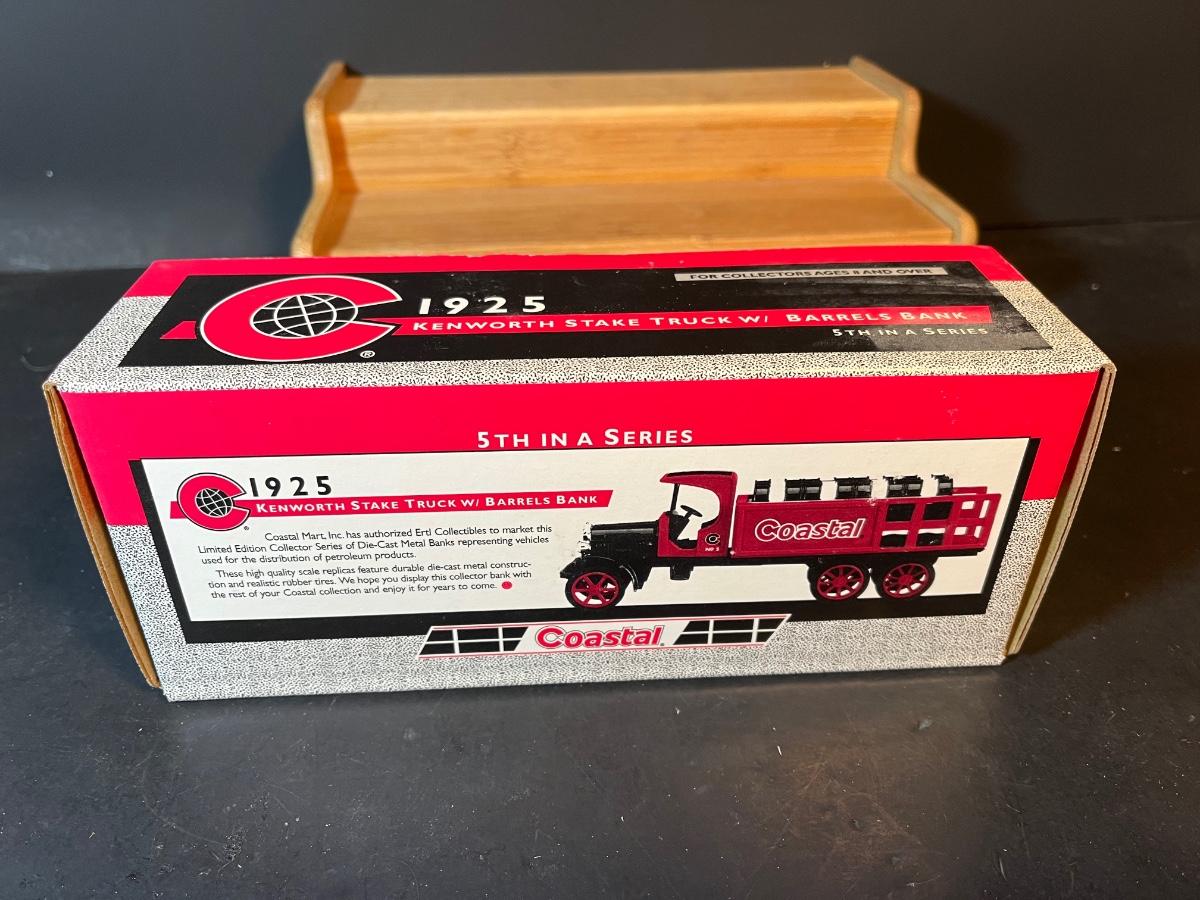 FOR COLLECTORS AGES 8 AND OVER
1925
KENWORTH STAKE TRUCK W/ BARRELS BANK
5TH IN A SERIES
®
5TH IN A SERIES
1925
KENWORTH STAKE TRUCK W/ BARRELS BANK
®
Coastal Mart, Inc. has authorized Ertl Collectibles to market this
Limited Edition Collector Series of Die-Cast Metal Banks representing vehicles
used for the distribution of petroleum products.
These high quality scale replicas feature durable die-cast metal construc-
tion and realistic rubber tires. We hope you display this collector bank with
the rest of your Coastal collection and enjoy it for years to come.
Coastal
C
Nº 5
Coastal®